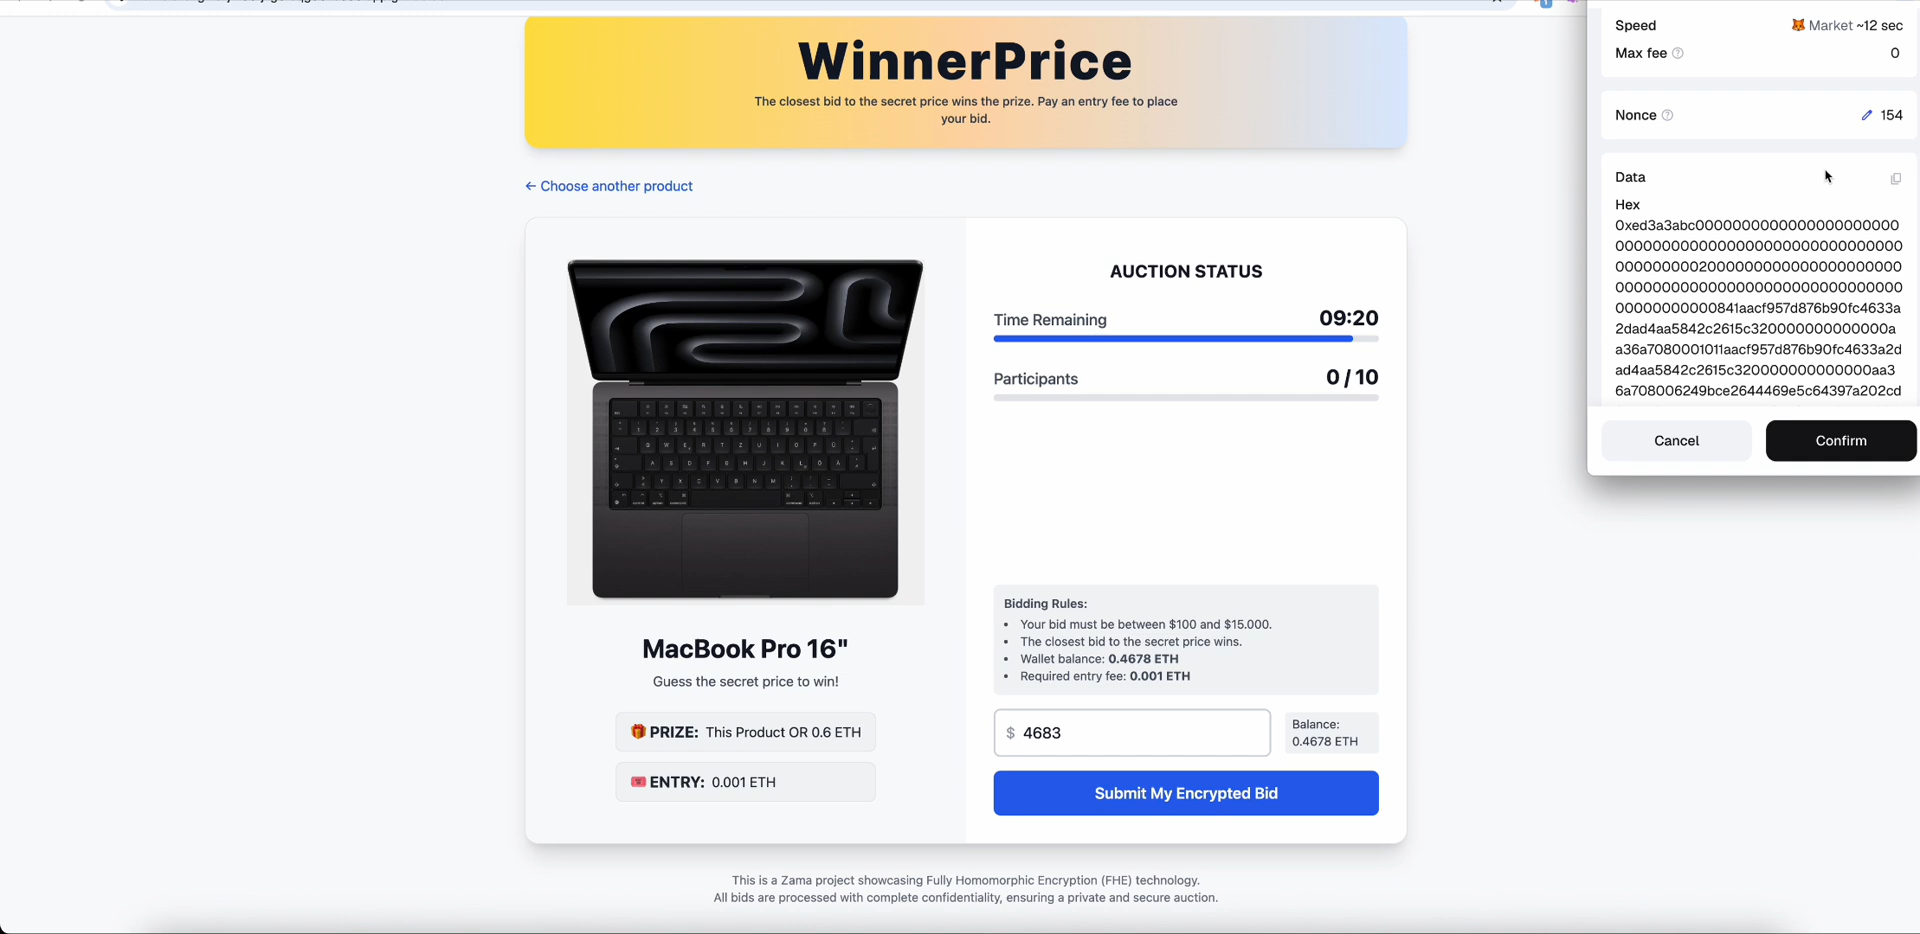 WinnerPrice
The closest bid to the secret price wins the prize. Pay an entry fee to place
your bid.
← Choose another product
MacBook Pro 16"
Guess the secret price to win!
🎁 PRIZE: This Product OR 0.6 ETH
🎟️ ENTRY: 0.001 ETH
AUCTION STATUS
Time Remaining 09:20
Participants 0 / 10
Bidding Rules:
• Your bid must be between $100 and $15.000.
• The closest bid to the secret price wins.
• Wallet balance: 0.4678 ETH
• Required entry fee: 0.001 ETH
$ 4683
Balance:
0.4678 ETH
Submit My Encrypted Bid
This is a Zama project showcasing Fully Homomorphic Encryption (FHE) technology.
All bids are processed with complete confidentiality, ensuring a private and secure auction.
Speed 🦊 Market ~12 sec
Max fee 0
Nonce 154
Data
Hex
0xed3a3abc0000000000000000000000
00000000000000000000000000000000
00000000020000000000000000000000
00000000000000000000000000000000
00000000000841aacf957d876b90fc4633a
2dad4aa5842c2615c320000000000000a
a36a7080001011aacf957d876b90fc4633a2d
ad4aa5842c2615c320000000000000aa3
6a708006249bce2644469e5c64397a202cd
Cancel
Confirm